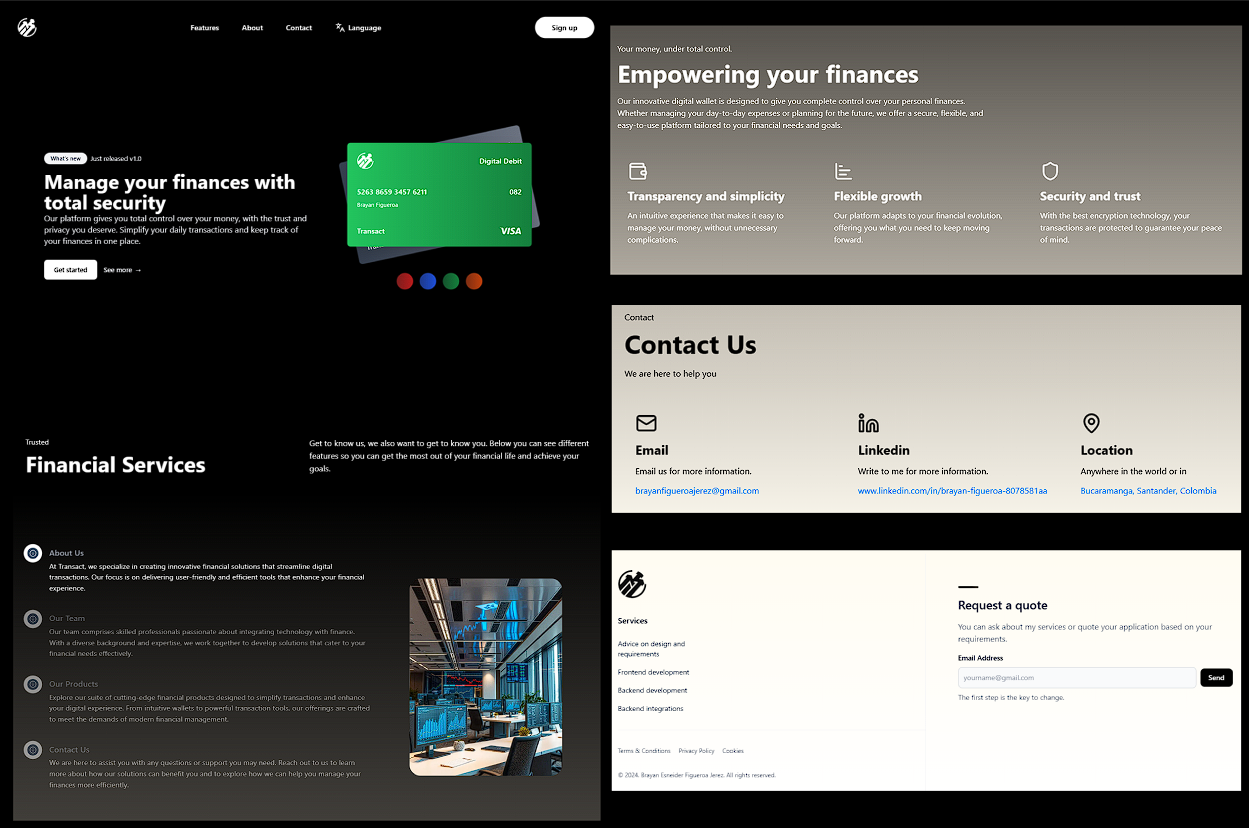 Features About Contact Language Sign up
What's new Just released v1.0
Manage your finances with
total security
Our platform gives you total control over your money, with the trust and
privacy you deserve. Simplify your daily transactions and keep track of
your finances in one place.
Get started See more →
Digital Debit
5263 8659 3457 6211 082
Brayan Figueroa
Transact VISA
Trusted
Financial Services
Get to know us, we also want to get to know you. Below you can see different
features so you can get the most out of your financial life and achieve your
goals.
About Us
At Transact, we specialize in creating innovative financial solutions that streamline digital
transactions. Our focus is on delivering user-friendly and efficient tools that enhance your financial
experience.
Our Team
Our team comprises skilled professionals passionate about integrating technology with finance.
With a diverse background and expertise, we work together to develop solutions that cater to your
financial needs effectively.
Our Products
Explore our suite of cutting-edge financial products designed to simplify transactions and enhance
your digital experience. From intuitive wallets to powerful transaction tools, our offerings are crafted
to meet the demands of modern financial management.
Contact Us
We are here to assist you with any questions or support you may need. Reach out to us to learn
more about how our solutions can benefit you and to explore how we can help you manage your
finances more efficiently.
Your money, under total control.
Empowering your finances
Our innovative digital wallet is designed to give you complete control over your personal finances.
Whether managing your day-to-day expenses or planning for the future, we offer a secure, flexible, and
easy-to-use platform tailored to your financial needs and goals.
Transparency and simplicity
An intuitive experience that makes it easy to
manage your money, without unnecessary
complications.
Flexible growth
Our platform adapts to your financial evolution,
offering you what you need to keep moving
forward.
Security and trust
With the best encryption technology, your
transactions are protected to guarantee your peace
of mind.
Contact
Contact Us
We are here to help you
Email
Email us for more information.
brayanfigueroajerez@gmail.com
Linkedin
Write to me for more information.
www.linkedin.com/in/brayan-figueroa-8078581aa
Location
Anywhere in the world or in
Bucaramanga, Santander, Colombia
Services
Advice on design and
requirements
Frontend development
Backend development
Backend integrations
Terms & Conditions Privacy Policy Cookies
© 2024. Brayan Esneider Figueroa Jerez. All rights reserved.
Request a quote
You can ask about my services or quote your application based on your
requirements.
Email Address
yourname@gmail.com Send
The first step is the key to change.